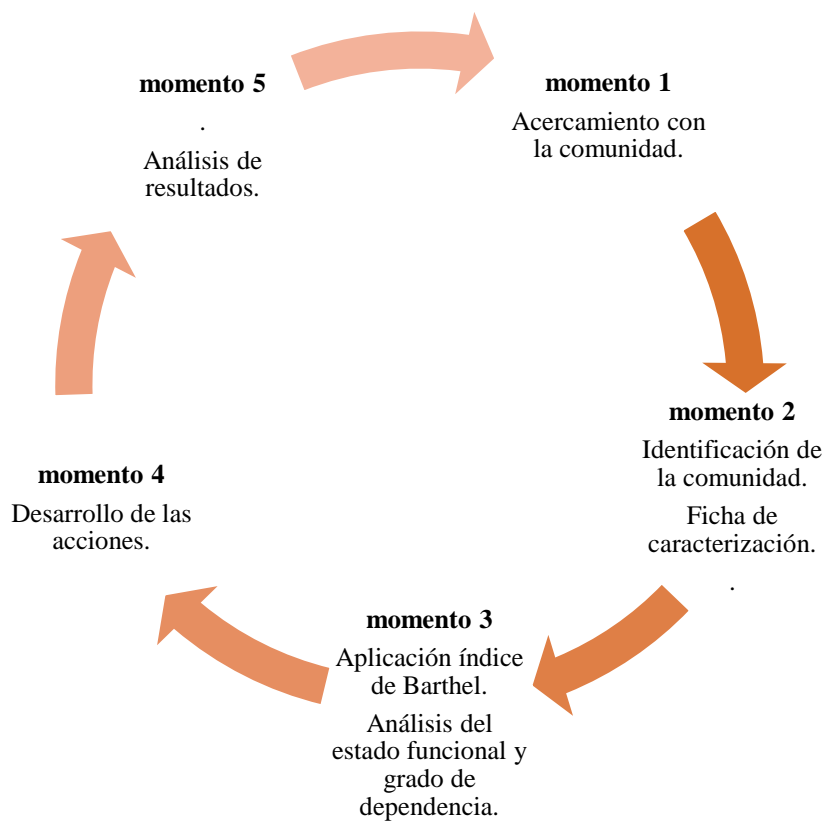 momento 1
Acercamiento con
la comunidad.
momento 2
Identificación de
la comunidad.
Ficha de
caracterización.
.
momento 3
Aplicación índice
de Barthel.
Análisis del
estado funcional y
grado de
dependencia.
momento 4
Desarrollo de las
acciones.
momento 5
.
Análisis de
resultados.